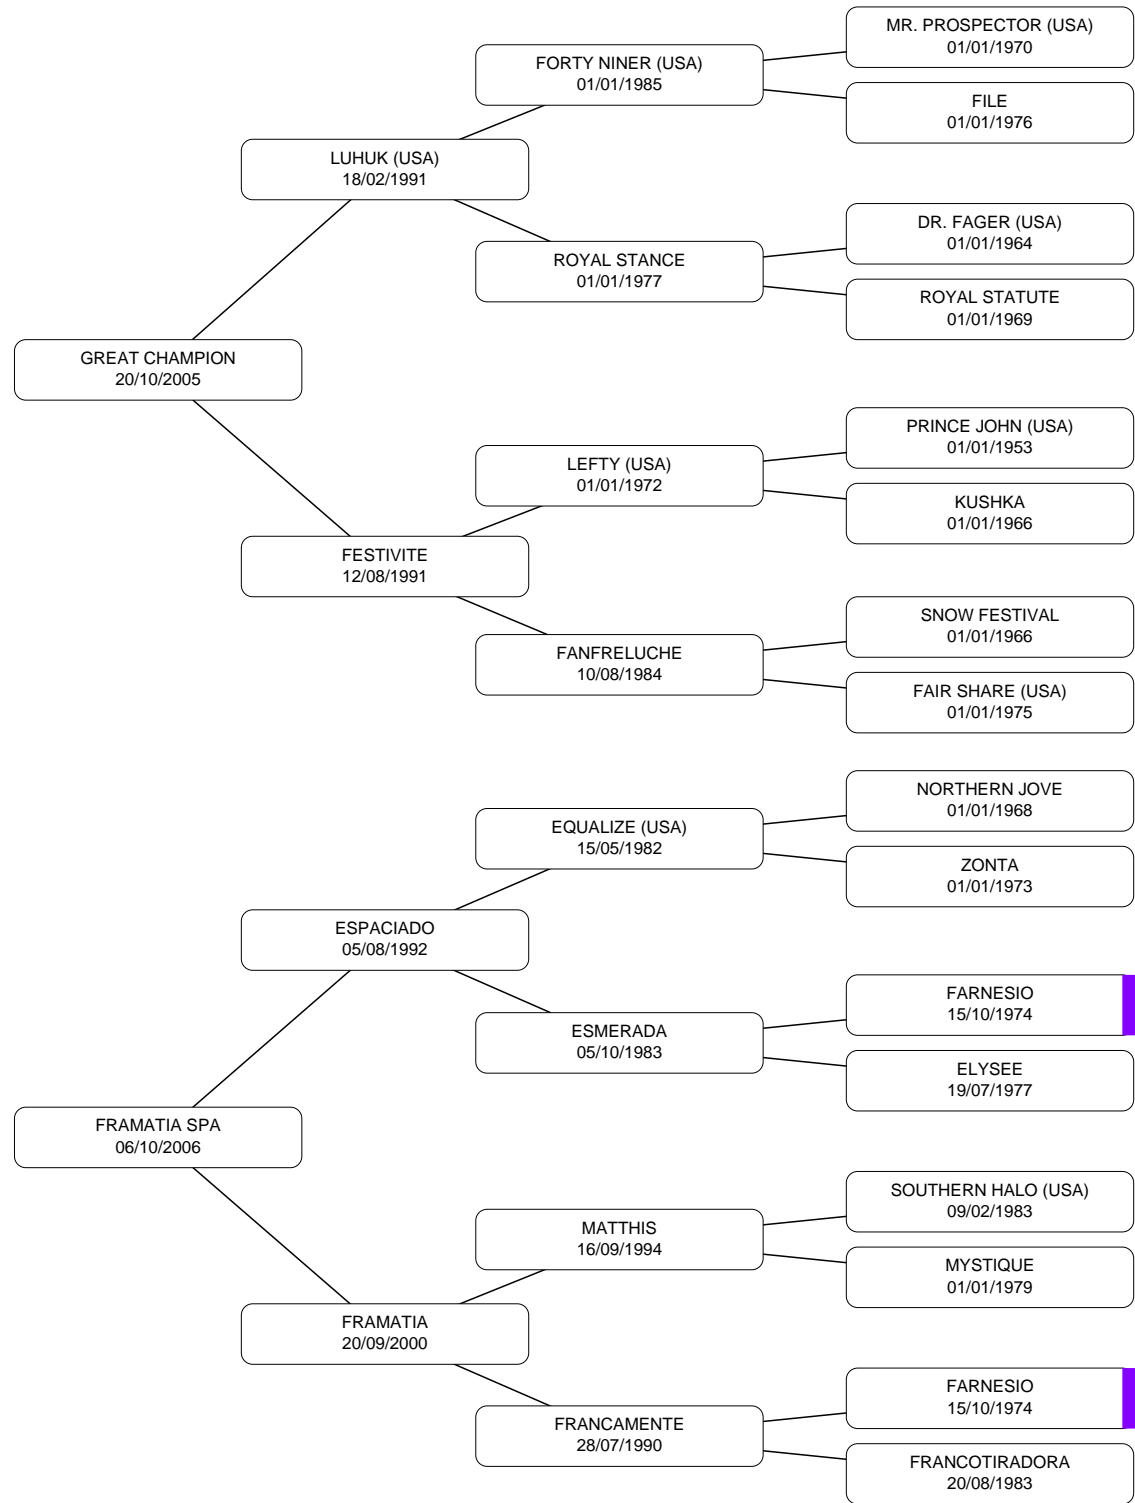 MR. PROSPECTOR (USA)
01/01/1970
FORTY NINER (USA)
01/01/1985
FILE
01/01/1976
LUHUK (USA)
18/02/1991
DR. FAGER (USA)
01/01/1964
ROYAL STANCE
01/01/1977
ROYAL STATUTE
01/01/1969
GREAT CHAMPION
20/10/2005
PRINCE JOHN (USA)
01/01/1953
LEFTY (USA)
01/01/1972
KUSHKA
01/01/1966
FESTIVITE
12/08/1991
SNOW FESTIVAL
01/01/1966
FANFRELUCHE
10/08/1984
FAIR SHARE (USA)
01/01/1975
NORTHERN JOVE
01/01/1968
EQUALIZE (USA)
15/05/1982
ZONTA
01/01/1973
ESPACIADO
05/08/1992
FARNESIO
15/10/1974
ESMERADA
05/10/1983
ELYSEE
19/07/1977
FRAMATIA SPA
06/10/2006
SOUTHERN HALO (USA)
09/02/1983
MATTHIS
16/09/1994
MYSTIQUE
01/01/1979
FRAMATIA
20/09/2000
FARNESIO
15/10/1974
FRANCAMENTE
28/07/1990
FRANCOTIRADORA
20/08/1983